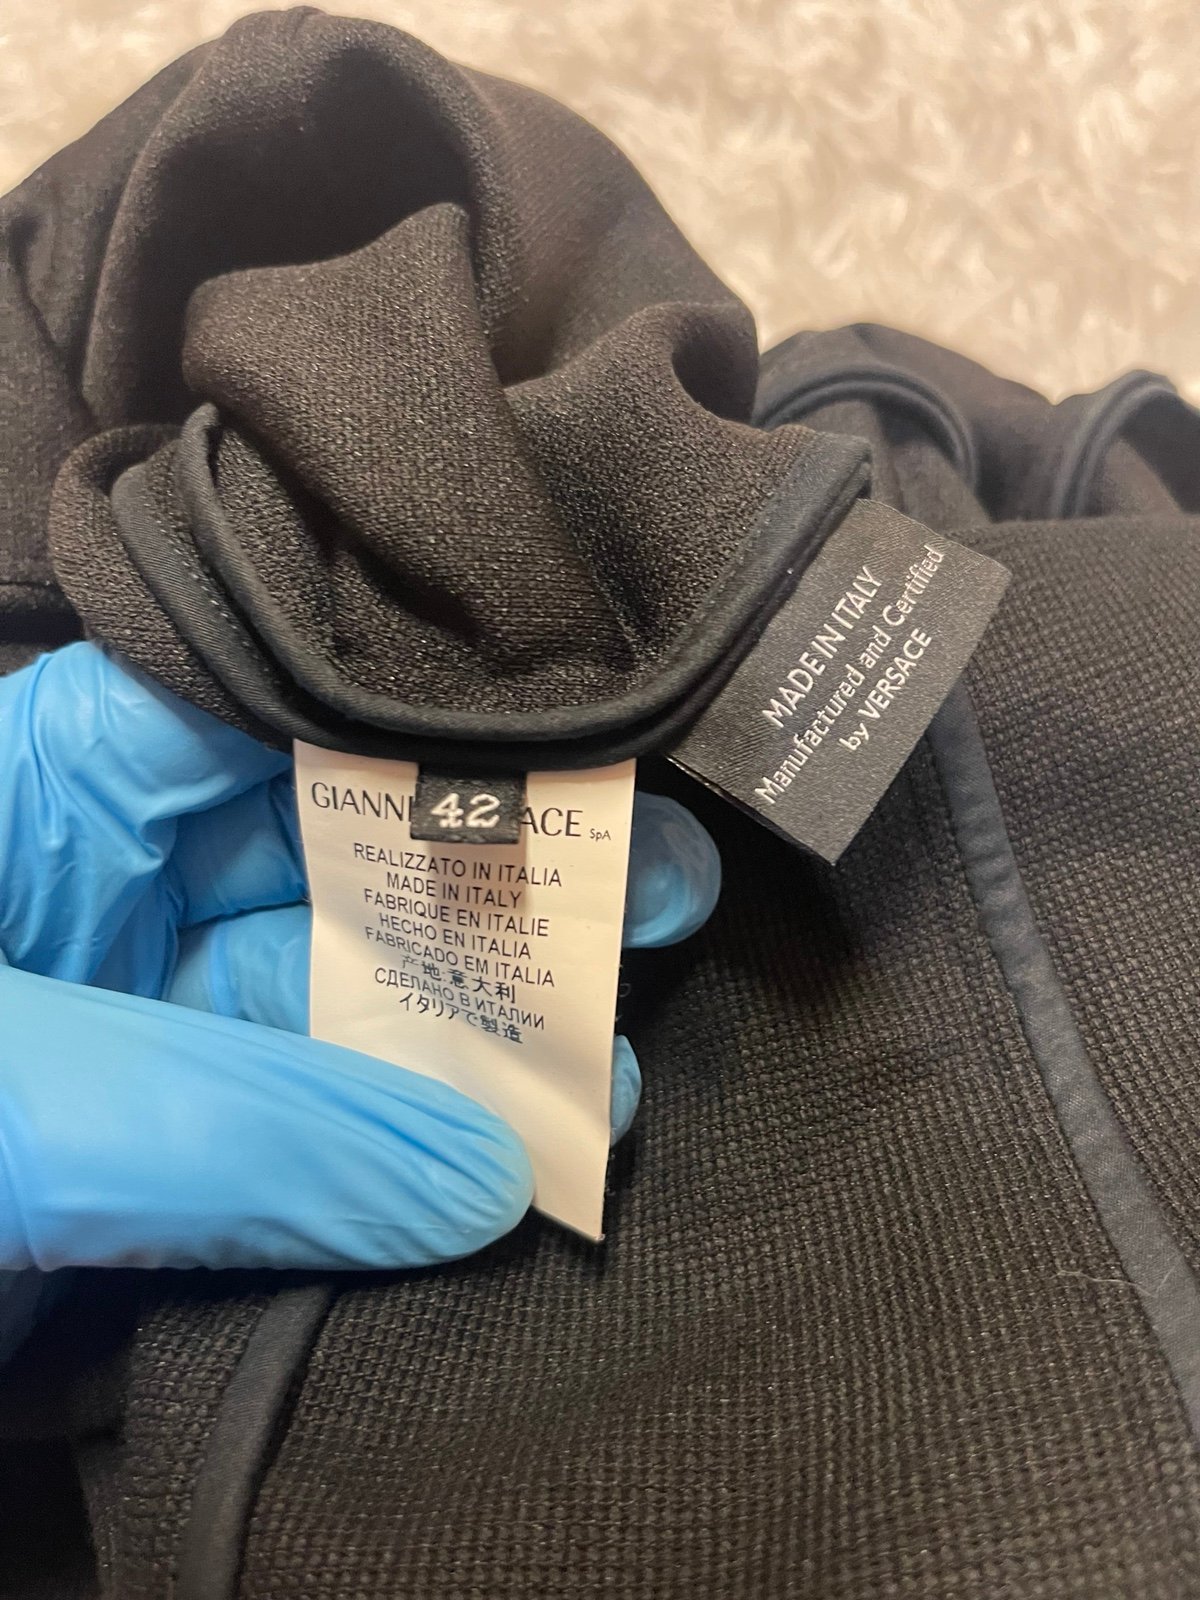 GIANNI ACE SpA
42
REALIZZATO IN ITALIA
MADE IN ITALY
FABRIQUE EN ITALIE
HECHO EN ITALIA
FABRICADO EM ITALIA
产地:意大利
СДЕЛАНО В ИТАЛИИ
イタリアで製造
MADE IN ITALY
Manufactured and Certified
by VERSACE